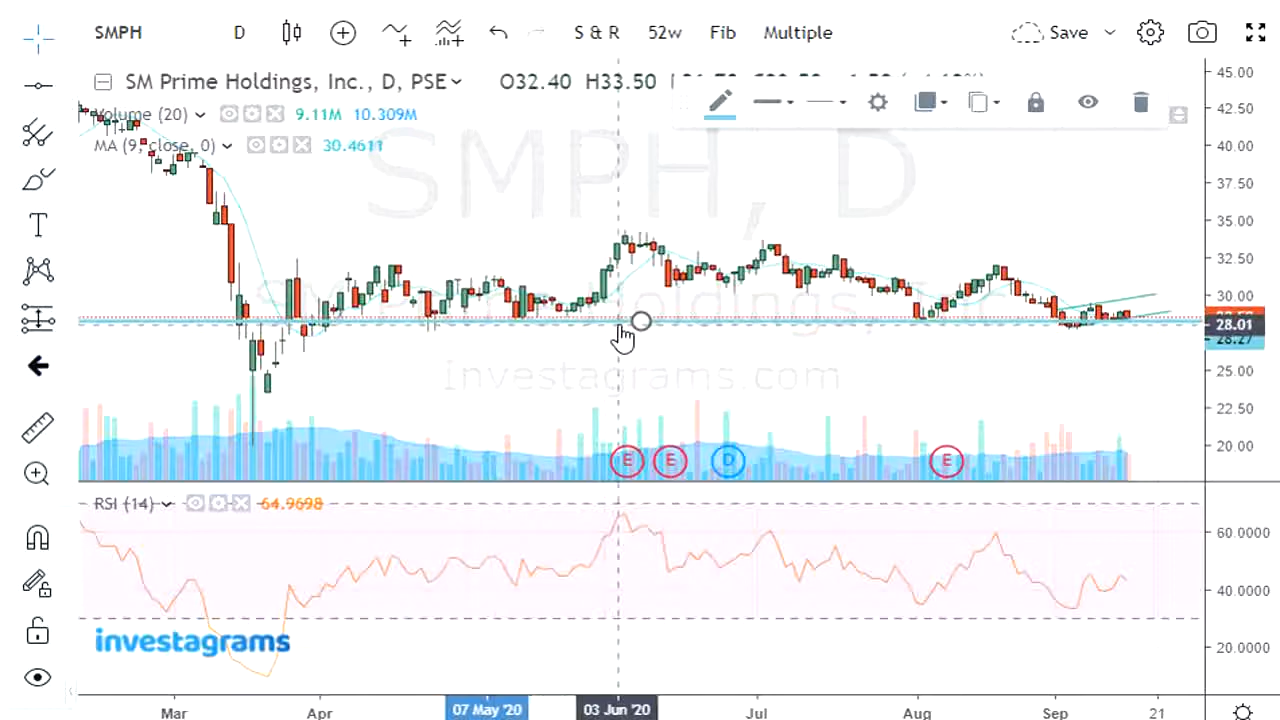 SMPH D S & R 52w Fib Multiple Save
SM Prime Holdings, Inc., D, PSE O32.40 H33.50
Volume (20) 9.11M 10.309M
MA (9, close, 0) 30.4611
SMPH, D
SM Prime Holdings, Inc.
Investagrams.com
45.00
42.50
40.00
37.50
35.00
32.50
30.00
28.01
28.27
25.00
22.50
20.00
E E D E
RSI (14) 64.9698
60.0000
40.0000
20.0000
investagrams
Mar Apr 07 May '20 03 Jun '20 Jul Aug Sep 21